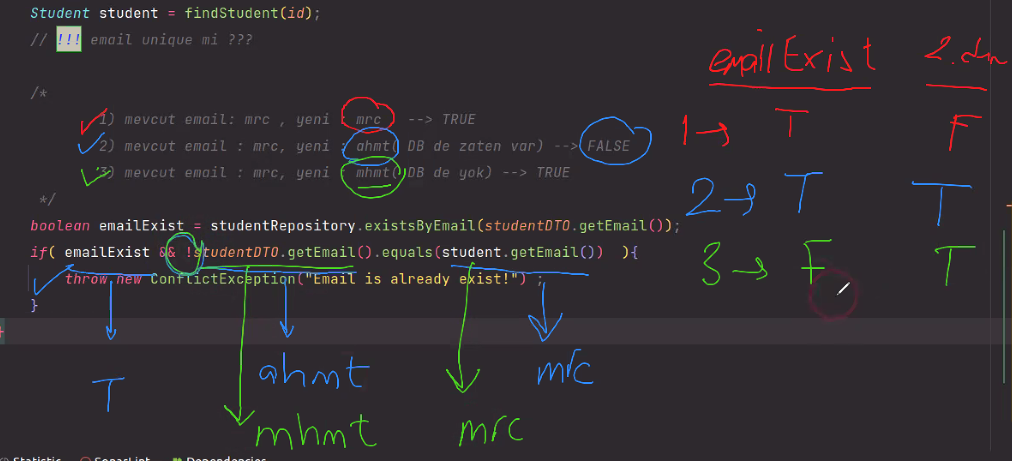 Student student = findStudent(id);
// !!! email unique mi ???
emailExist
/*
1) mevcut email: mrc , yeni : mrc --> TRUE
1→ T F
2) mevcut email : mrc, yeni : ahmt( DB de zaten var) --> FALSE
3) mevcut email : mrc, yeni : mhmt( DB de yok) --> TRUE
2→ T T
*/
boolean emailExist = studentRepository.existsByEmail(studentDTO.getEmail());
if( emailExist && !studentDTO.getEmail().equals(student.getEmail()) ){
3→ F T
throw new ConflictException("Email is already exist!") ;
}
T ahmt mrc
mhmt mrc
Statistic SonarLint Dependencies